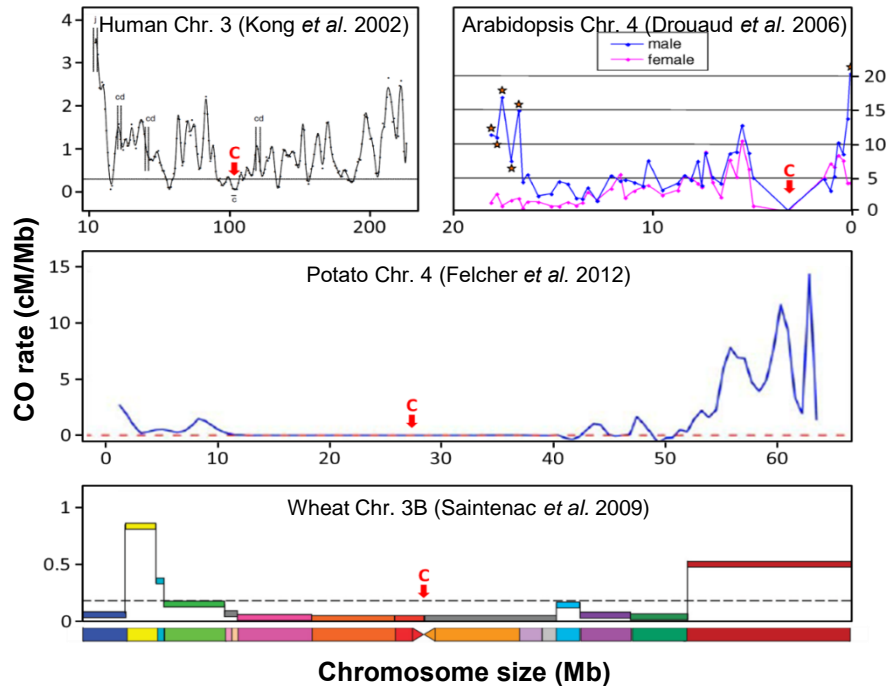 Human Chr. 3 (Kong et al. 2002)
4
3
2
1
0
cd
cd
cd
C
c
10
100
200
Arabidopsis Chr. 4 (Drouaud et al. 2006)
male
female
20
15
10
5
0
C
20
10
0
CO rate (cM/Mb)
Potato Chr. 4 (Felcher et al. 2012)
15
10
5
0
C
0
10
20
30
40
50
60
Wheat Chr. 3B (Saintenac et al. 2009)
1
0.5
0
C
Chromosome size (Mb)